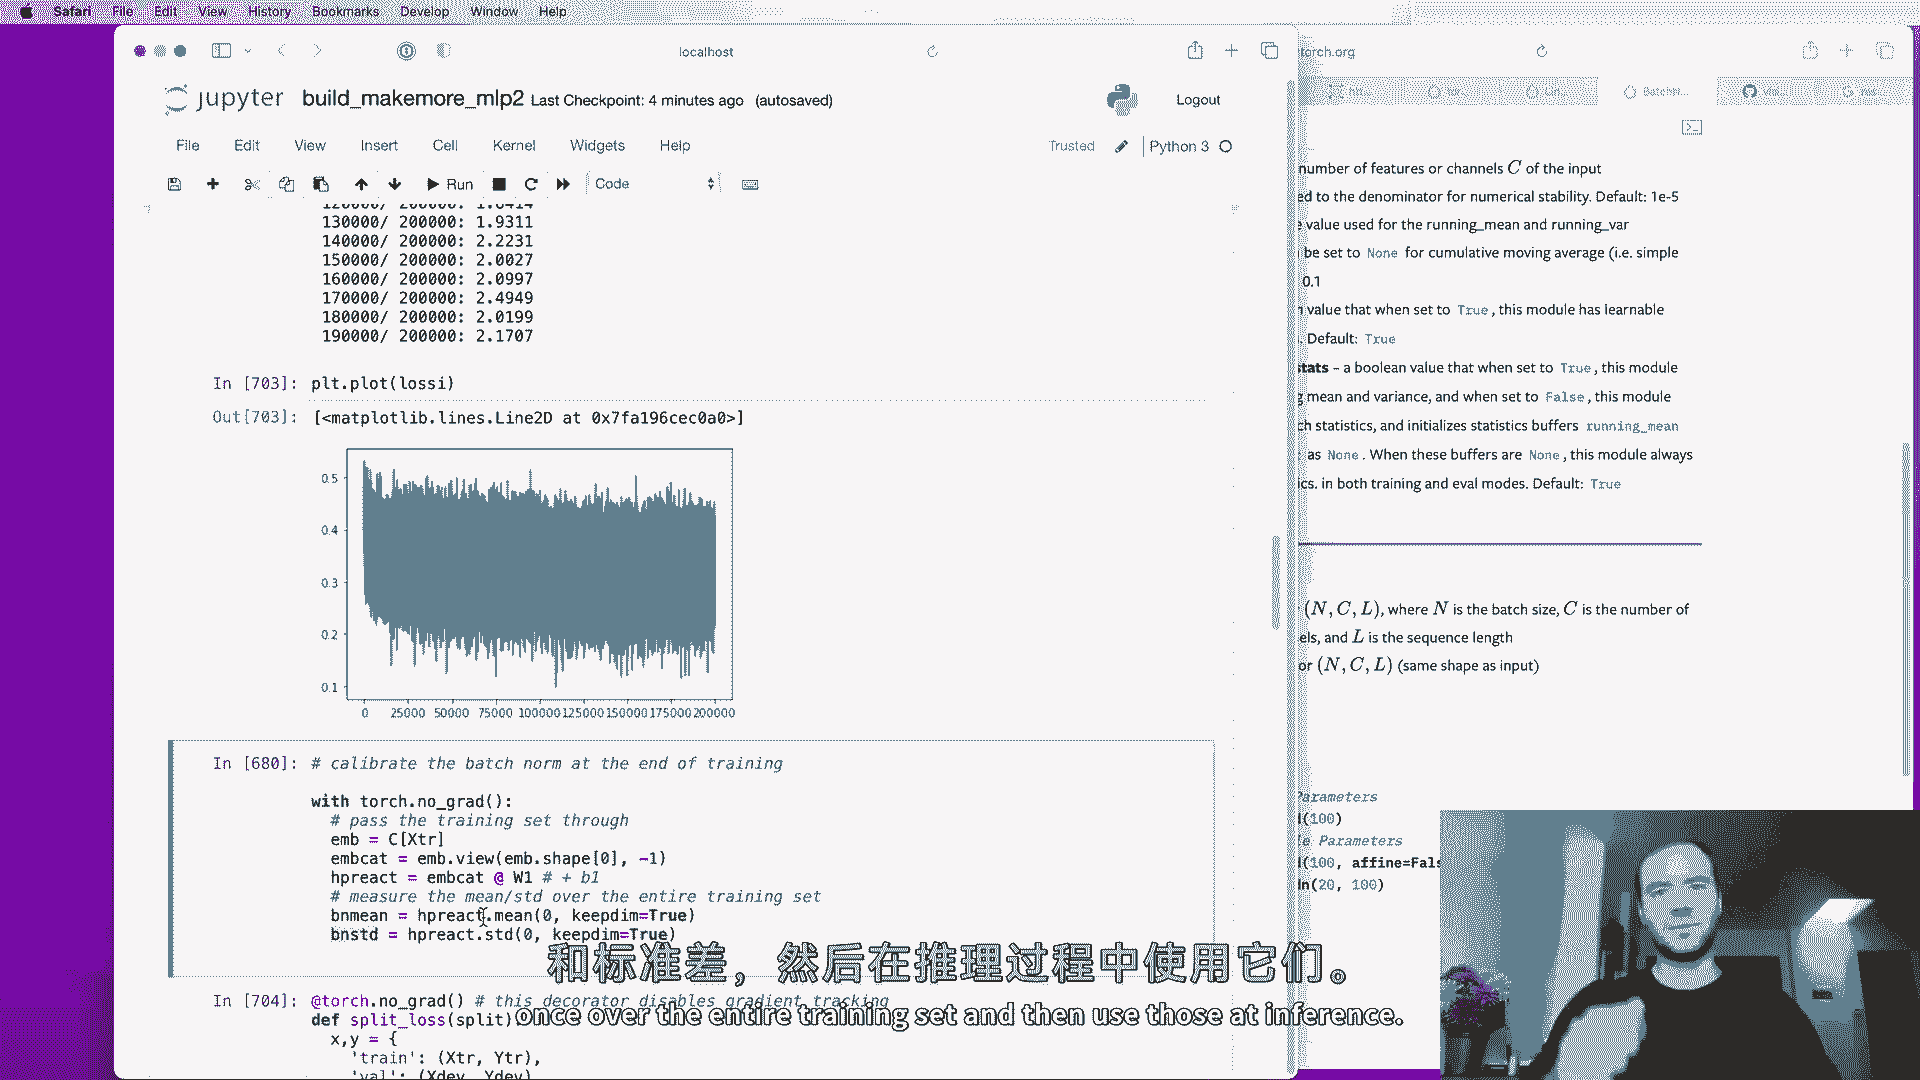 Safari File Edit View History Bookmarks Develop Window Help
localhost
jupyter build_makemore_mlp2 Last Checkpoint: 4 minutes ago (autosaved)
Logout
File Edit View Insert Cell Kernel Widgets Help
Trusted
Python 3
Run
Code
130000/ 200000: 1.9311
140000/ 200000: 2.2231
150000/ 200000: 2.0027
160000/ 200000: 2.0997
170000/ 200000: 2.4949
180000/ 200000: 2.0199
190000/ 200000: 2.1707
In [703]: plt.plot(lossi)
Out[703]: [<matplotlib.lines.Line2D at 0x7fa196cec0a0>]
0.5
0.4
0.3
0.2
0.1
0 25000 50000 75000 100000 125000 150000 175000 200000
In [680]: # calibrate the batch norm at the end of training
with torch.no_grad():
# pass the training set through
emb = C[Xtr]
embcat = emb.view(emb.shape[0], -1)
hpreact = embcat @ W1 # + b1
# measure the mean/std over the entire training set
bnmean = hpreact.mean(0, keepdim=True)
bnstd = hpreact.std(0, keepdim=True)
In [704]: @torch.no_grad() # this decorator disables gradient tracking
def split_loss(split):
x,y = {
'train': (Xtr, Ytr),
'val': (Xdev, Ydev),
torch.org
BatchN...
number of features or channels C of the input
ed to the denominator for numerical stability. Default: 1e-5
value used for the running_mean and running_var
be set to None for cumulative moving average (i.e. simple
0.1
value that when set to True, this module has learnable
. Default: True
stats – a boolean value that when set to True, this module
mean and variance, and when set to False, this module
ch statistics, and initializes statistics buffers running_mean
as None. When these buffers are None, this module always
ics. in both training and eval modes. Default: True
(N, C, L), where N is the batch size, C is the number of
els, and L is the sequence length
or (N, C, L) (same shape as input)
Parameters
(100)
e Parameters
(100, affine=Fals
n(20, 100)
和标准差，然后在推理过程中使用它们。
once over the entire training set and then use those at inference.